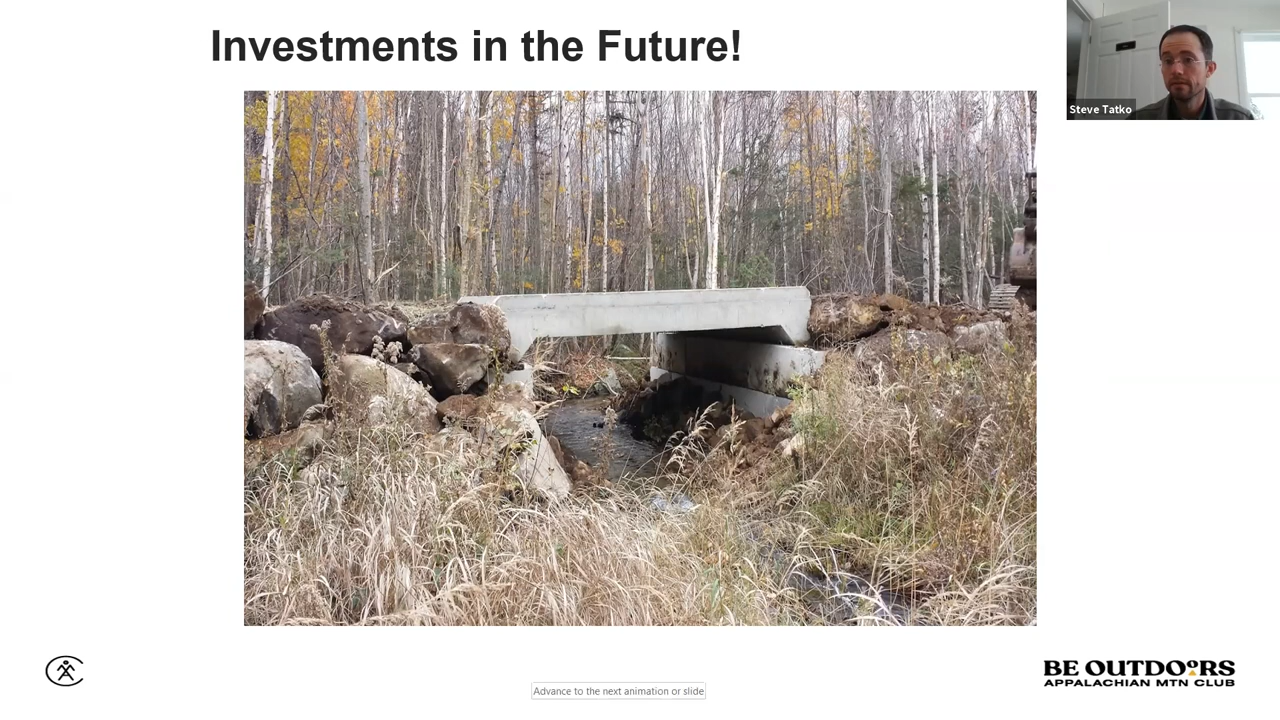 Investments in the Future!
Steve Tatko
Advance to the next animation or slide
BE OUTDOORS
APPALACHIAN MTN CLUB